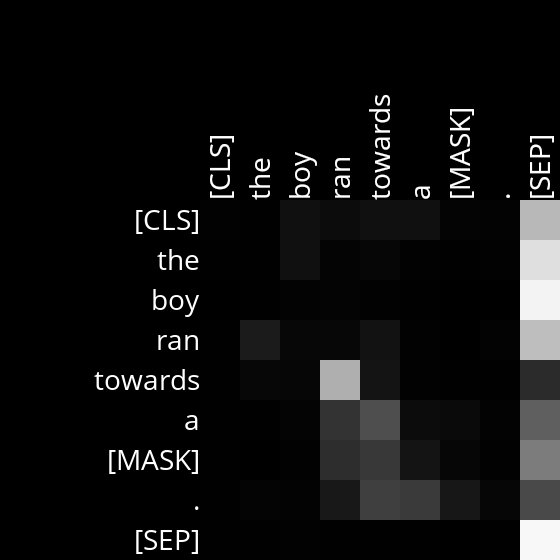 [CLS]
the
boy
ran
towards
a
[MASK]
.
[SEP]
[CLS]
the
boy
ran
towards
a
[MASK]
.
[SEP]